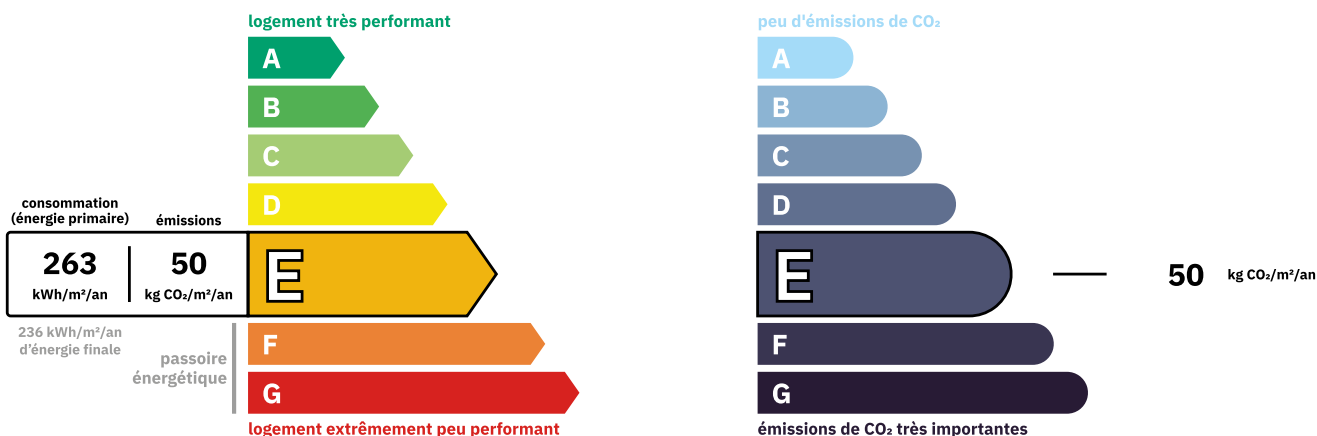 logement très performant
A
B
C
D
consommation
(énergie primaire)
émissions
263
kWh/m²/an
50
kg CO₂/m²/an
E
236 kWh/m²/an
d'énergie finale
passoire
énergétique
F
G
logement extrêmement peu performant
peu d'émissions de CO₂
A
B
C
D
E
50
kg CO₂/m²/an
F
G
émissions de CO₂ très importantes